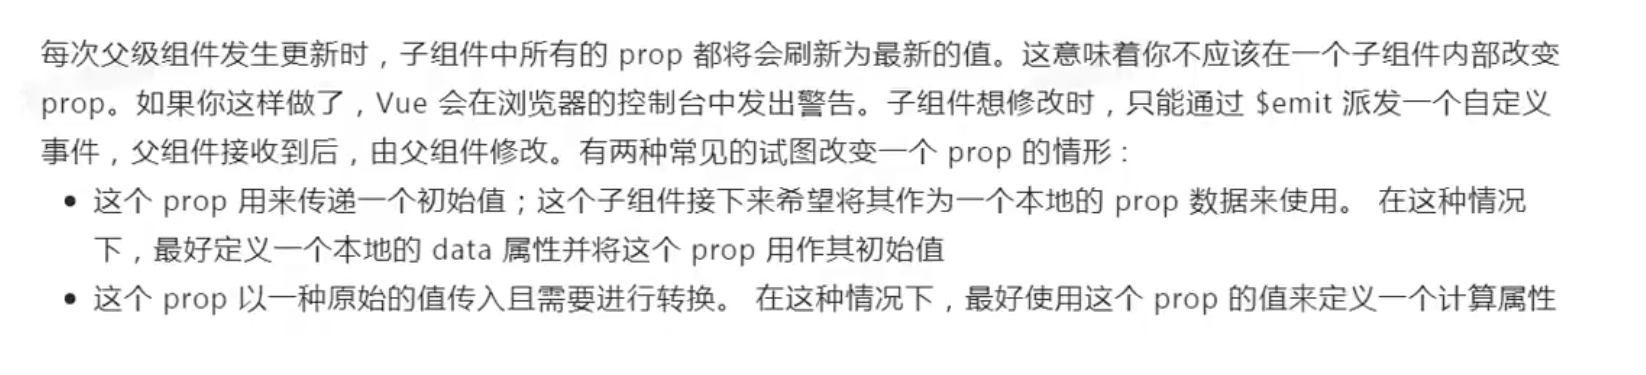 每次父级组件发生更新时，子组件中所有的 prop 都将会刷新为最新的值。这意味着你不应该在一个子组件内部改变
prop。如果你这样做了，Vue 会在浏览器的控制台中发出警告。子组件想修改时，只能通过 $emit 派发一个自定义
事件，父组件接收到后，由父组件修改。有两种常见的试图改变一个 prop 的情形：
• 这个 prop 用来传递一个初始值；这个子组件接下来希望将其作为一个本地的 prop 数据来使用。 在这种情况
下，最好定义一个本地的 data 属性并将这个 prop 用作其初始值
• 这个 prop 以一种原始的值传入且需要进行转换。 在这种情况下，最好使用这个 prop 的值来定义一个计算属性